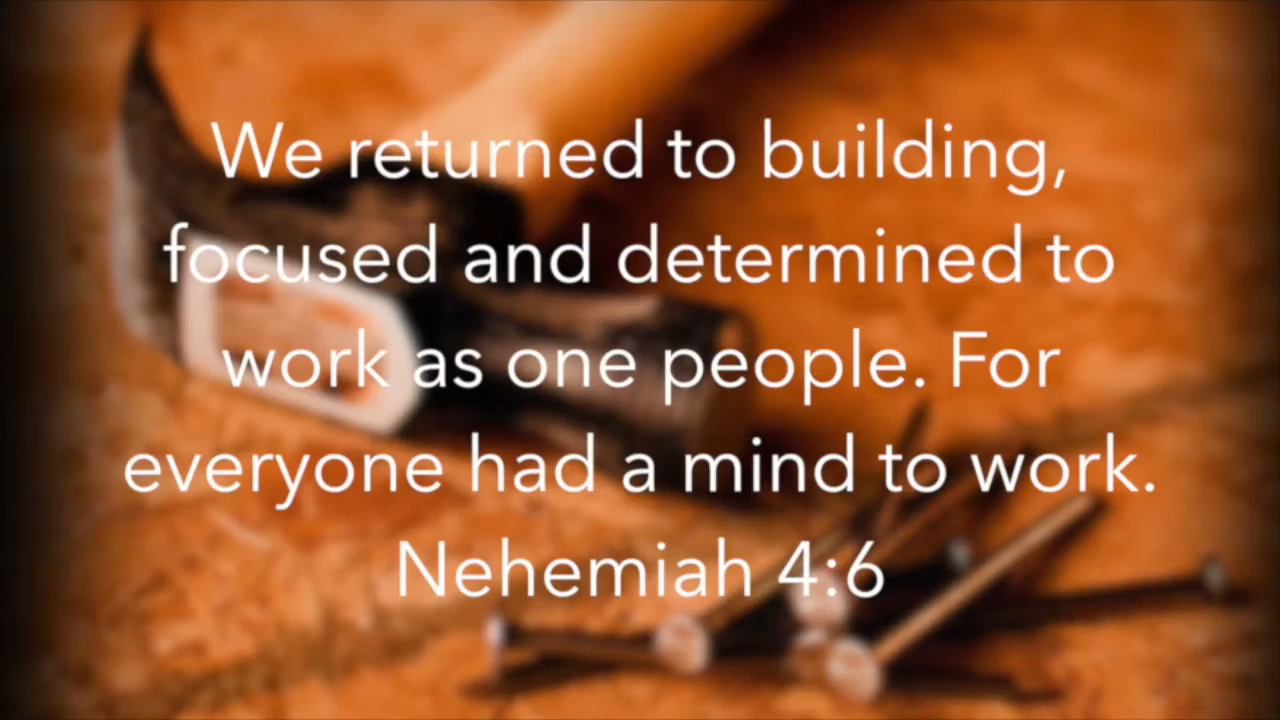 We returned to building,
focused and determined to
work as one people. For
everyone had a mind to work.
Nehemiah 4:6